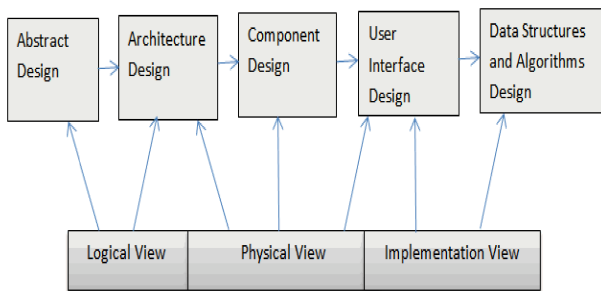 Abstract
Design
Architecture
Design
Component
Design
User
Interface
Design
Data Structures
and Algorithms
Design
Logical View
Physical View
Implementation View